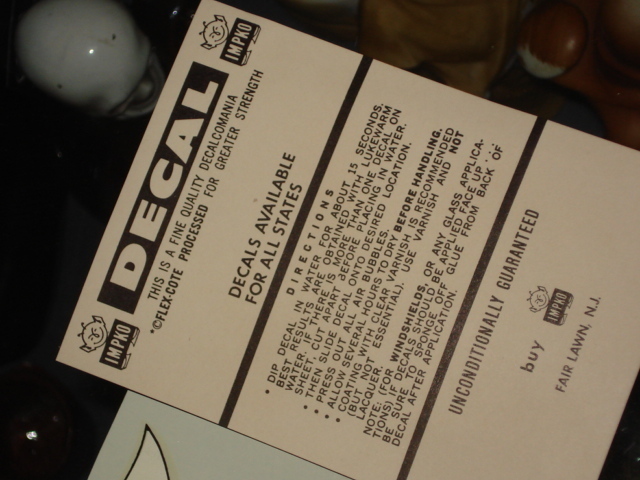 IMPKO
DECAL
IMPKO
THIS IS A FINE QUALITY DECALCOMANIA
*©FLEX-COTE PROCESSED FOR GREATER STRENGTH
DECALS AVAILABLE
FOR ALL STATES
DIRECTIONS
• DIP DECAL IN WATER FOR ABOUT 15 SECONDS.
BEST RESULTS ARE OBTAINED WITH LUKEWARM
WATER. IF THERE IS MORE THAN ONE DECAL ON
SHEET, CUT APART BEFORE PLACING IN WATER.
• THEN SLIDE DECAL ONTO DESIRED LOCATION.
• PRESS OUT ALL AIR BUBBLES.
• ALLOW SEVERAL HOURS TO DRY BEFORE HANDLING.
• COATING WITH CLEAR VARNISH IS RECOMMENDED
(BUT NOT ESSENTIAL). USE VARNISH AND NOT
LACQUER.
NOTE: (FOR WINDSHIELDS OR ANY GLASS APPLICA-
TIONS) IF DECALS SHOULD BE APPLIED FACE UP
BE SURE TO SPONGE OFF GLUE FROM BACK OF
DECAL AFTER APPLICATION.
UNCONDITIONALLY GUARANTEED
buy IMPKO
FAIR LAWN, N.J.